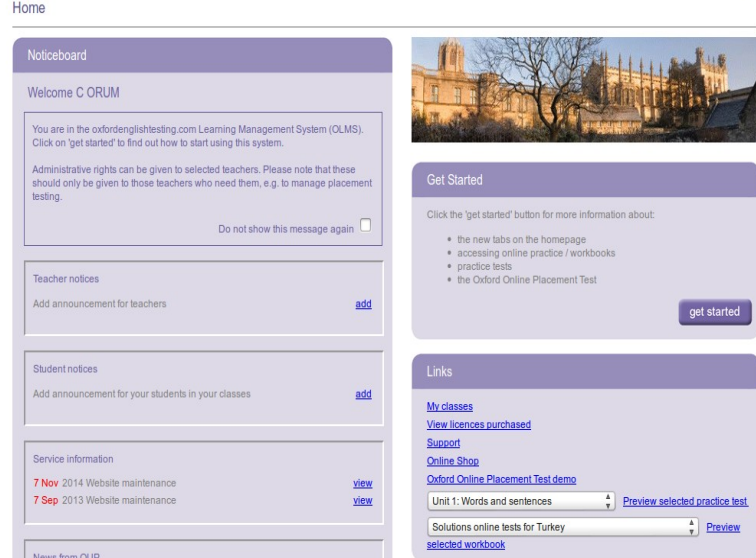 Home
Noticeboard
Welcome C ORUM
You are in the oxfordenglishtesting.com Learning Management System (OLMS).
Click on 'get started' to find out how to start using this system.
Administrative rights can be given to selected teachers. Please note that these
should only be given to those teachers who need them, e.g. to manage placement
testing.
Do not show this message again
Teacher notices
Add announcement for teachers add
Student notices
Add announcement for your students in your classes add
Service information
7 Nov 2014 Website maintenance view
7 Sep 2013 Website maintenance view
News from OUP
Get Started
Click the 'get started' button for more information about:
• the new tabs on the homepage
• accessing online practice / workbooks
• practice tests
• the Oxford Online Placement Test
get started
Links
My classes
View licences purchased
Support
Online Shop
Oxford Online Placement Test demo
Unit 1: Words and sentences Preview selected practice test
Solutions online tests for Turkey Preview
selected workbook